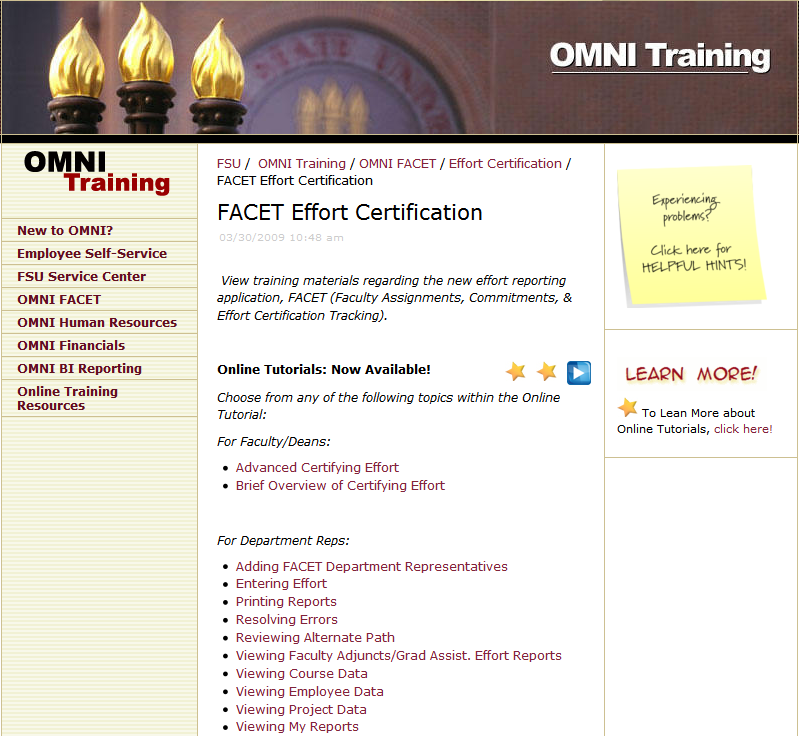 STATE UNIVE
OMNI Training
OMNI
Training
New to OMNI?
Employee Self-Service
FSU Service Center
OMNI FACET
OMNI Human Resources
OMNI Financials
OMNI BI Reporting
Online Training
Resources
FSU / OMNI Training / OMNI FACET / Effort Certification /
FACET Effort Certification
FACET Effort Certification
03/30/2009 10:48 am
View training materials regarding the new effort reporting
application, FACET (Faculty Assignments, Commitments, &
Effort Certification Tracking).
Online Tutorials: Now Available!
Choose from any of the following topics within the Online
Tutorial:
For Faculty/Deans:
• Advanced Certifying Effort
• Brief Overview of Certifying Effort
For Department Reps:
• Adding FACET Department Representatives
• Entering Effort
• Printing Reports
• Resolving Errors
• Reviewing Alternate Path
• Viewing Faculty Adjuncts/Grad Assist. Effort Reports
• Viewing Course Data
• Viewing Employee Data
• Viewing Project Data
• Viewing My Reports
Experiencing
problems?
Click here for
HELPFUL HINTS!
LEARN MORE!
To Lean More about
Online Tutorials, click here!